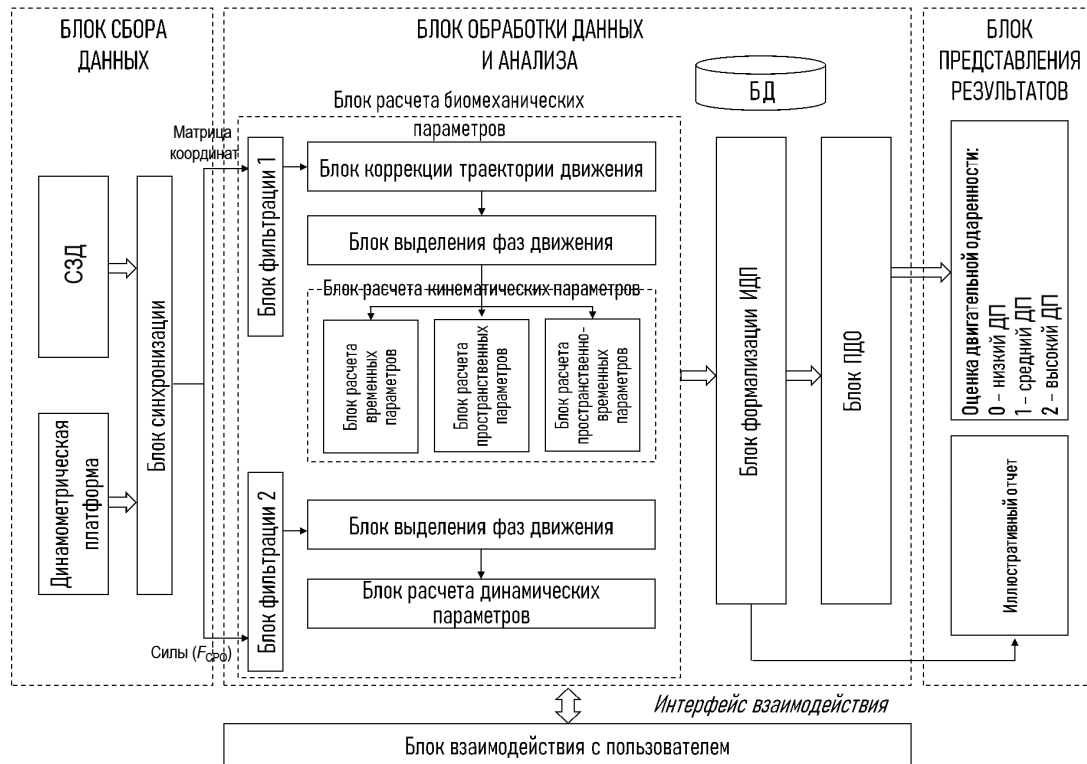 БЛОК СБОРА
ДАННЫХ
СЗД
Динамометрическая
платформа
Блок синхронизации
Матрица
координат
Силы (FСРО)
БЛОК ОБРАБОТКИ ДАННЫХ
И АНАЛИЗА
БД
Блок расчета биомеханических
параметров
Блок фильтрации 1
Блок коррекции траектории движения
Блок выделения фаз движения
Блок расчета кинематических параметров
Блок расчета
временных
параметров
Блок расчета
пространственных
параметров
Блок расчета
пространственно-
временных
параметров
Блок фильтрации 2
Блок выделения фаз движения
Блок расчета динамических
параметров
Блок формализации ИДП
Блок ПДО
БЛОК
ПРЕДСТАВЛЕНИЯ
РЕЗУЛЬТАТОВ
Оценка двигательной одаренности:
0 – низкий ДП
1 – средний ДП
2 – высокий ДП
Иллюстративный отчет
Интерфейс взаимодействия
Блок взаимодействия с пользователем